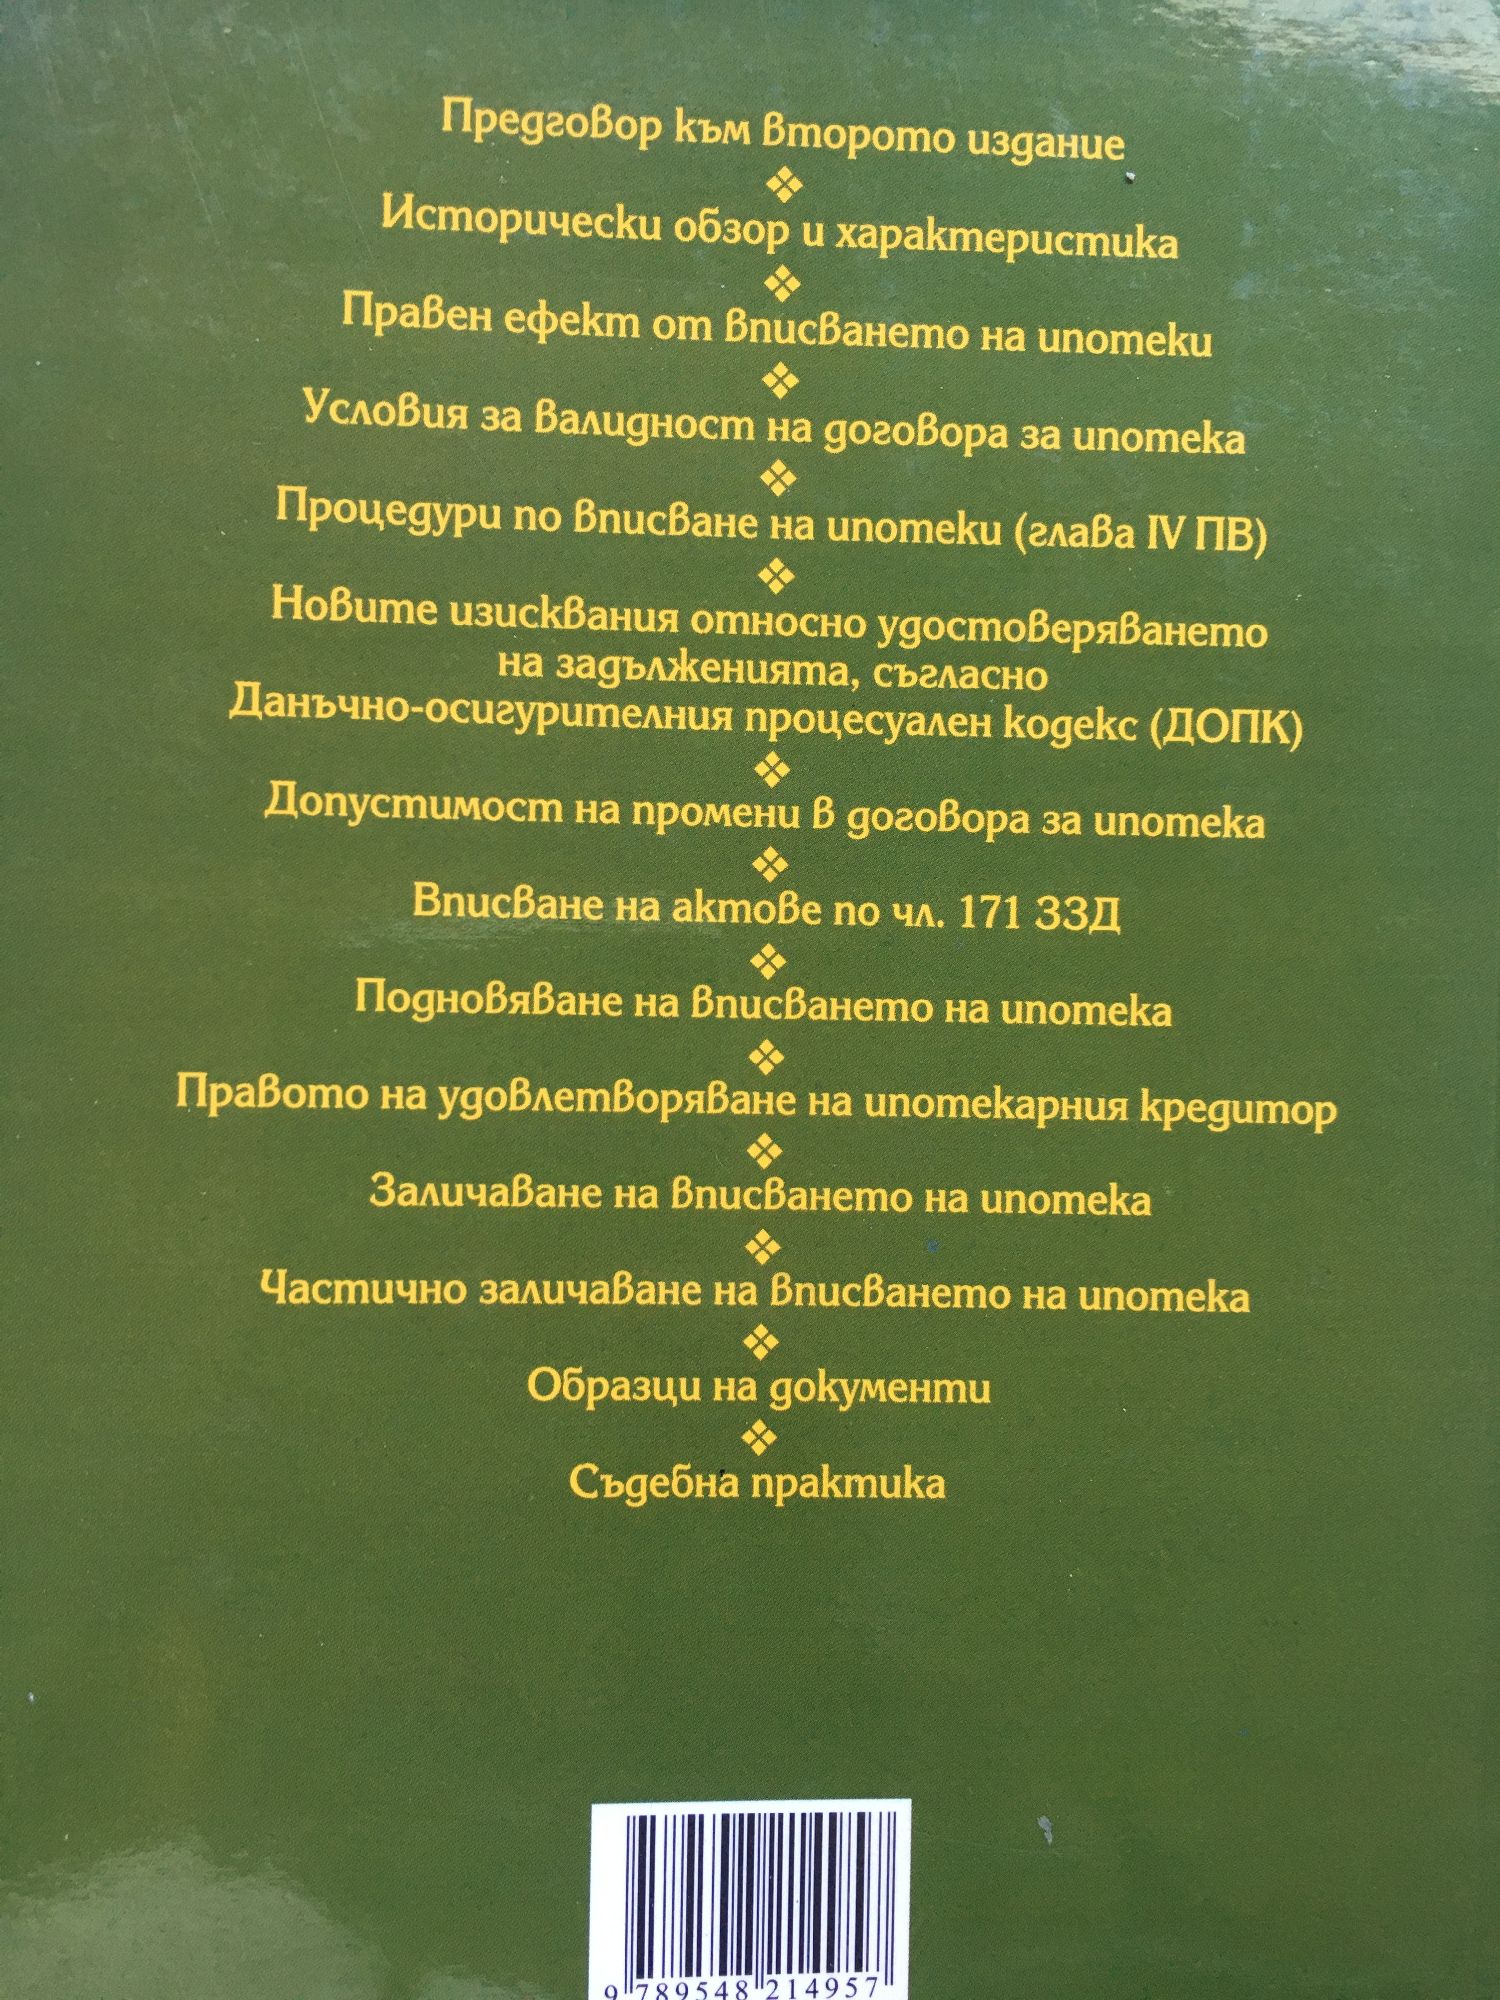 Предговор към второто издание
Исторически обзор и характеристика
Правен ефект от вписването на ипотеки
Условия за валидност на договора за ипотека
Процедури по вписване на ипотеки (глава IV ПВ)
Новите изисквания относно удостоверяването
на задълженията, съгласно
Данъчно-осигурителния процесуален кодекс (ДОПК)
Допустимост на промени в договора за ипотека
Вписване на актове по чл. 171 ЗЗД
Подновяване на вписването на ипотека
Правото на удовлетворяване на ипотекарния кредитор
Заличаване на вписването на ипотека
Частично заличаване на вписването на ипотека
Образци на документи
Съдебна практика
9 789548 214957